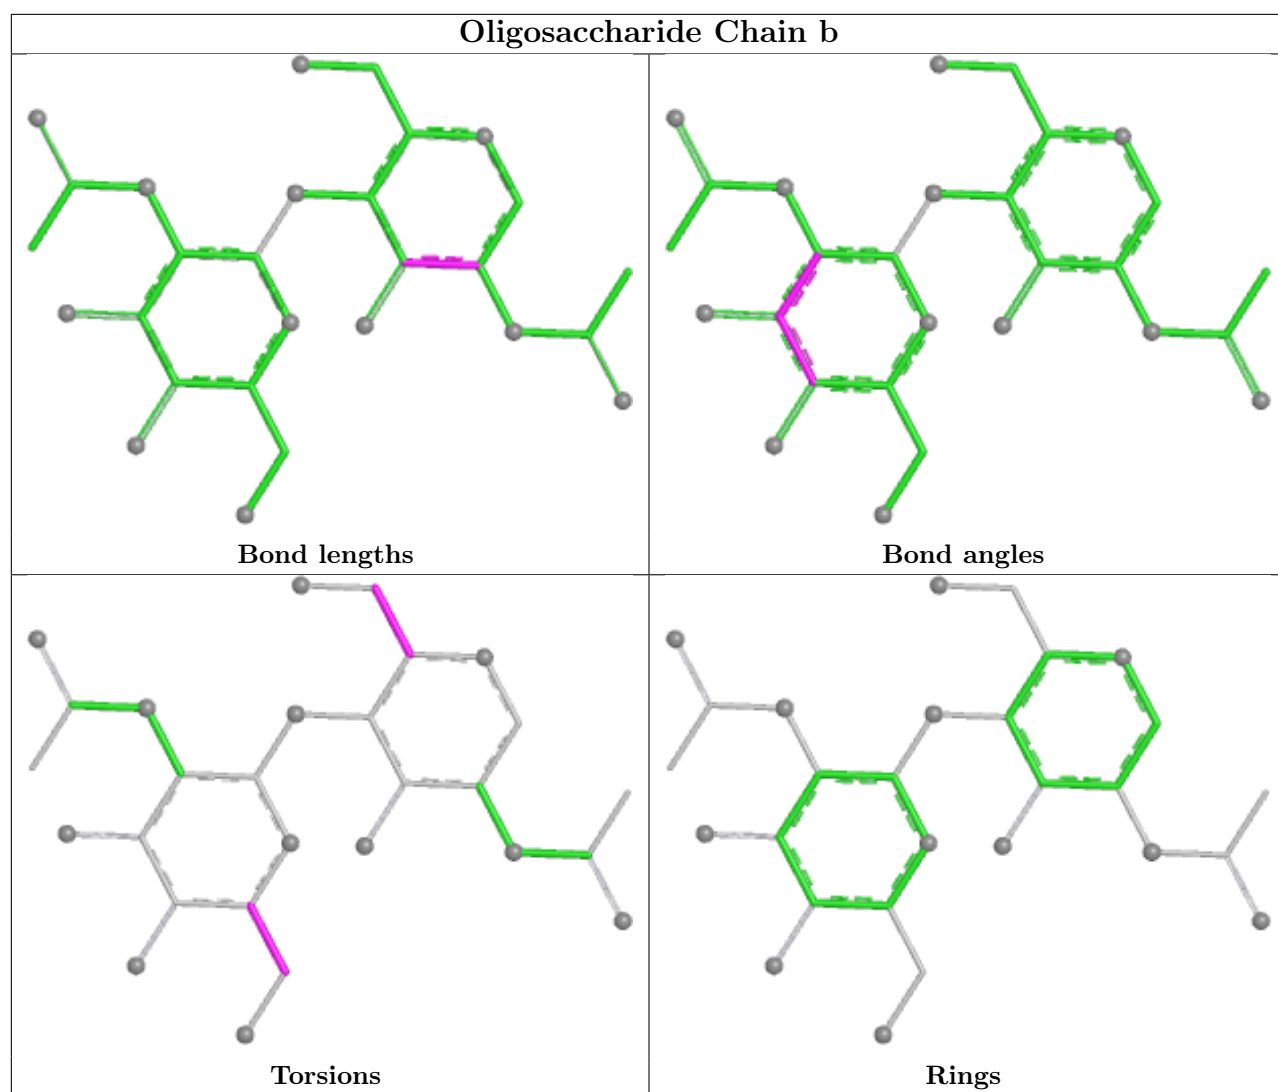 Oligosaccharide Chain b
Bond lengths
Bond angles
Torsions
Rings